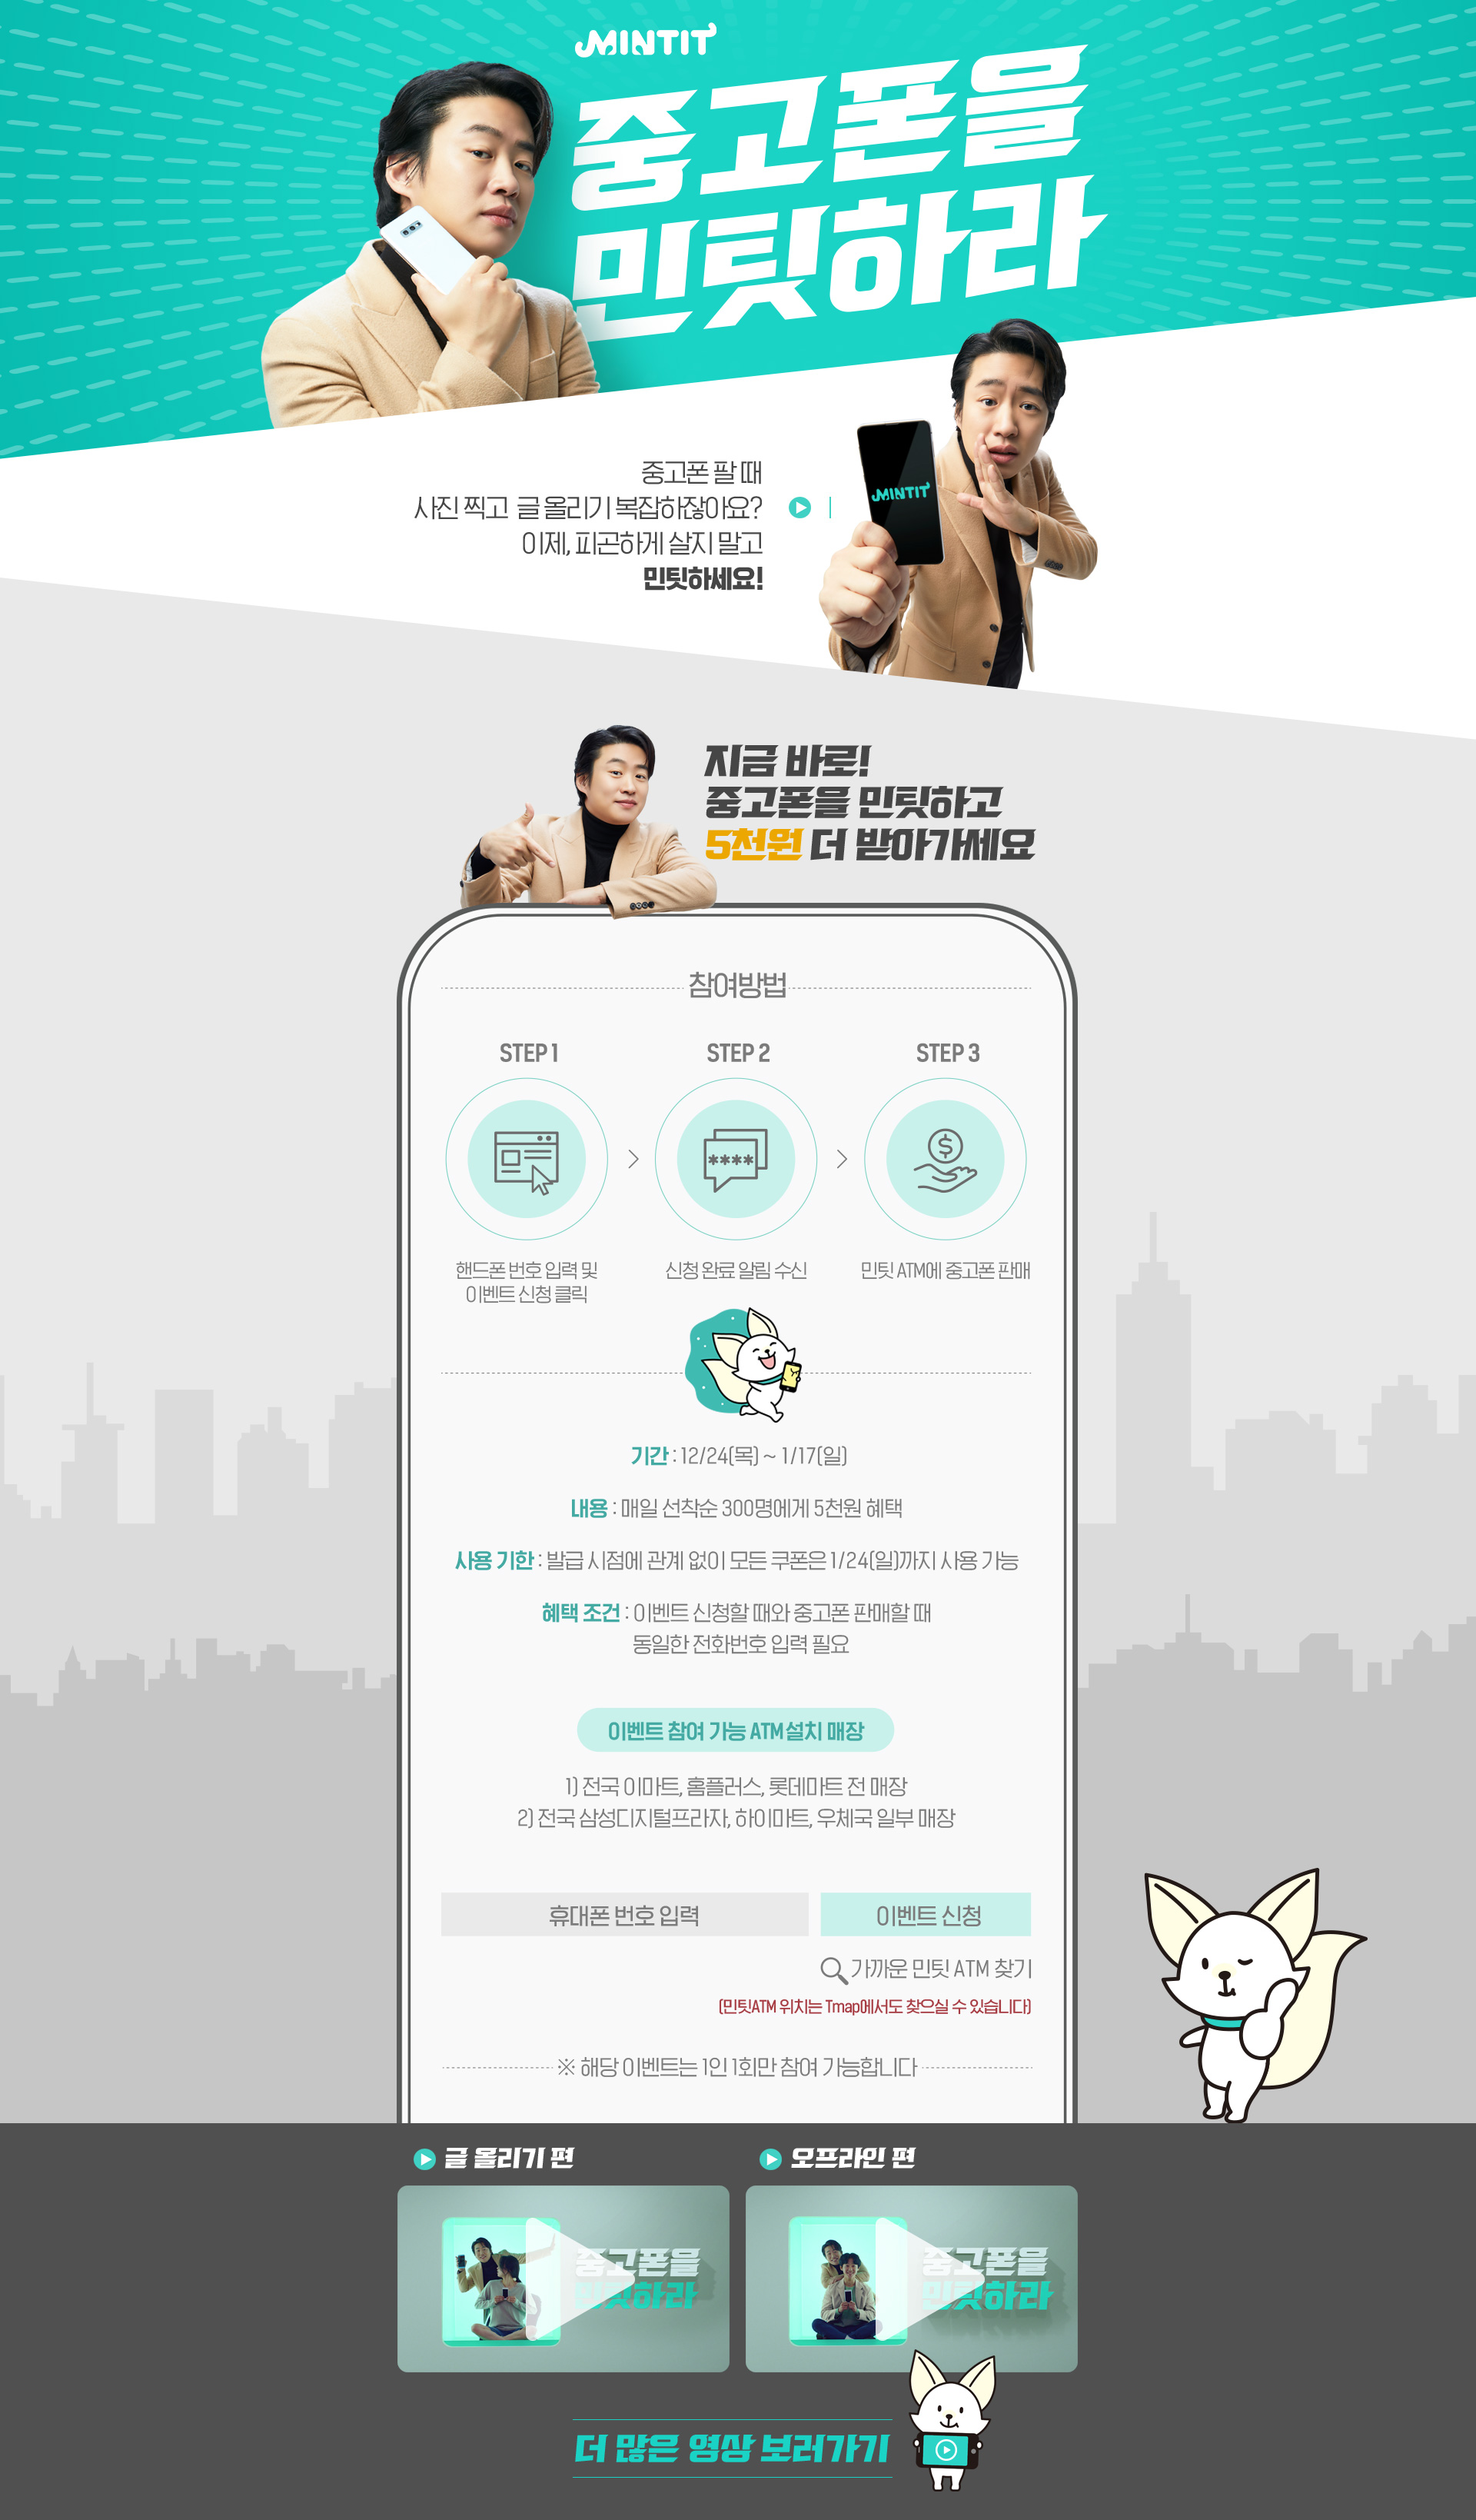 MINTIT
중고폰을
민팃하라
중고폰 팔 때
사진 찍고 글 올리기 복잡하잖아요?
이제, 피곤하게 살지 말고
민팃하세요!
MINTIT
지금 바로!
중고폰을 민팃하고
5천원 더 받아가세요
참여방법
STEP 1
STEP 2
STEP 3
****
$
핸드폰 번호 입력 및
이벤트 신청 클릭
신청 완료 알림 수신
민팃 ATM에 중고폰 판매
기간 : 12/24(목) ~ 1/17(일)
내용 : 매일 선착순 300명에게 5천원 혜택
사용 기한 : 발급 시점에 관계 없이 모든 쿠폰은 1/24(일)까지 사용 가능
혜택 조건 : 이벤트 신청할 때와 중고폰 판매할 때
동일한 전화번호 입력 필요
이벤트 참여 가능 ATM 설치 매장
1) 전국 이마트, 홈플러스, 롯데마트 전 매장
2) 전국 삼성디지털프라자, 하이마트, 우체국 일부 매장
휴대폰 번호 입력
이벤트 신청
가까운 민팃 ATM 찾기
(민팃ATM 위치는 Tmap에서도 찾으실 수 있습니다)
※ 해당 이벤트는 1인 1회만 참여 가능합니다
글 올리기 편
오프라인 편
중고폰을
민팃하라
중고폰을
민팃하라
더 많은 영상 보러가기